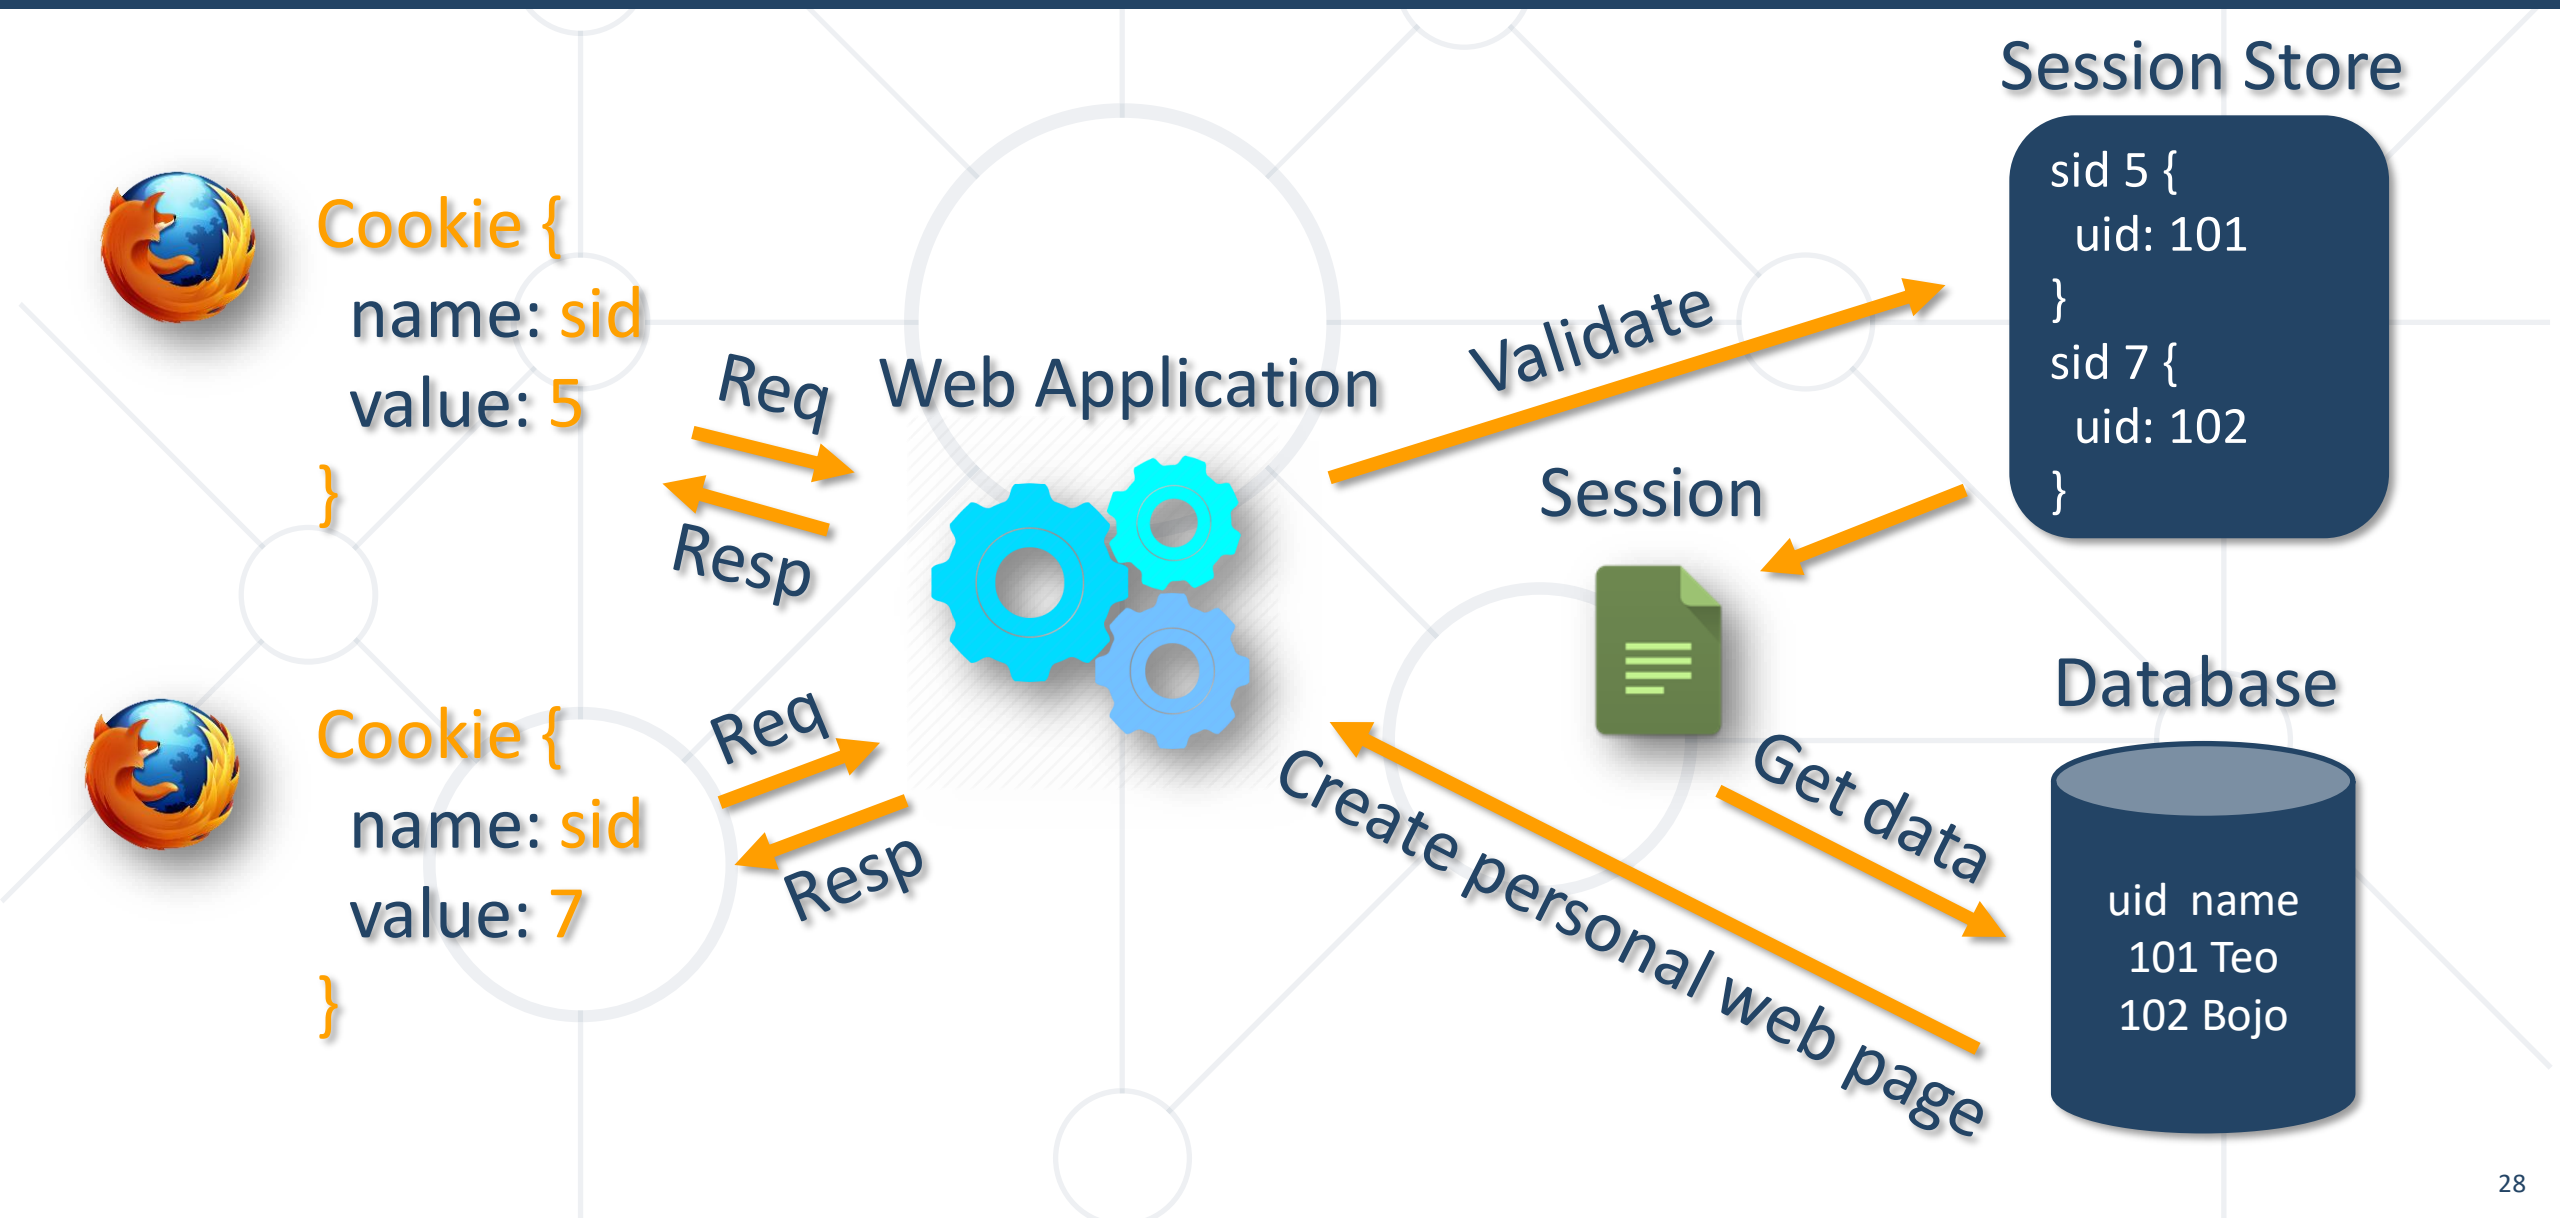 Session Store
sid 5 {
uid: 101
}
sid 7 {
uid: 102
}
Cookie {
name: sid
value: 5
}
Req
Resp
Web Application
Validate
Session
Cookie {
name: sid
value: 7
}
Req
Resp
Create personal web page
Get data
Database
uid name
101 Teo
102 Bojo
28